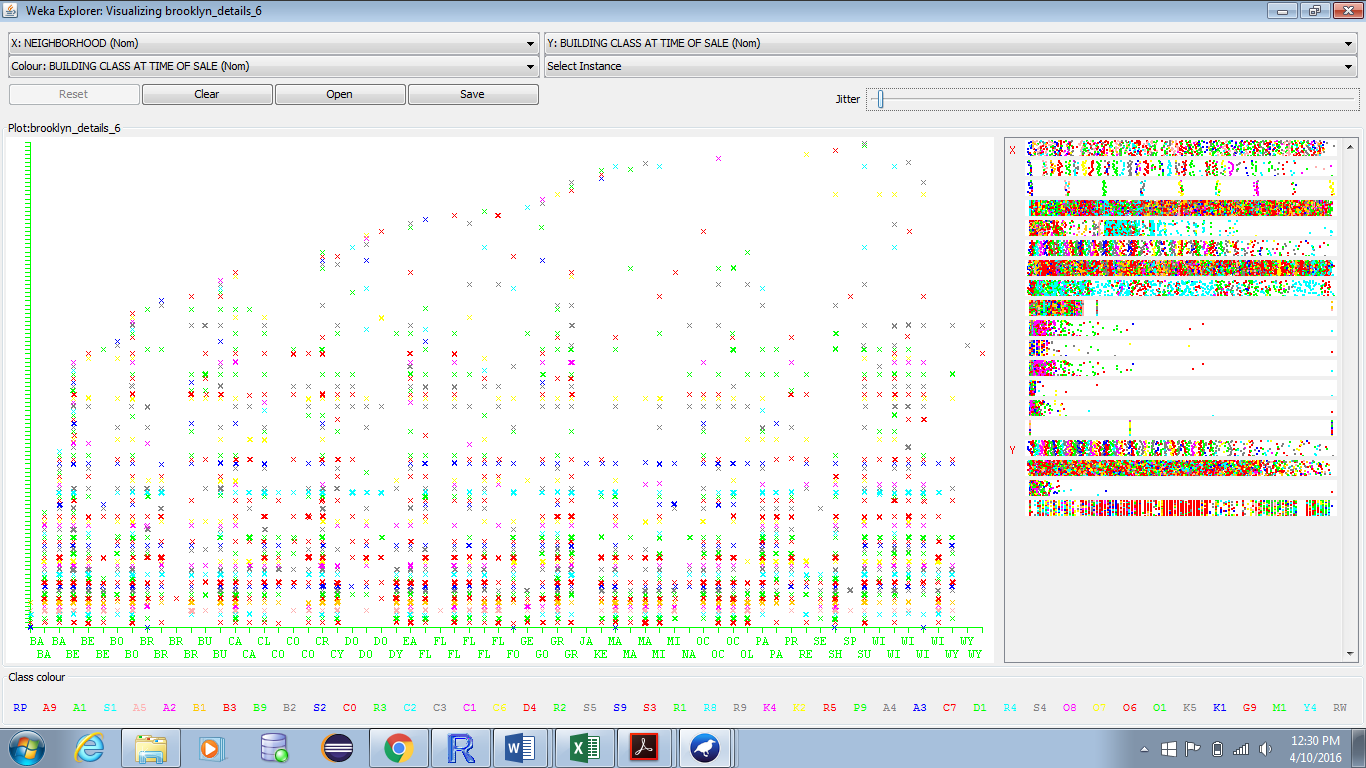 Weka Explorer: Visualizing brooklyn_details_6
X: NEIGHBORHOOD (Nom) Y: BUILDING CLASS AT TIME OF SALE (Nom)
Colour: BUILDING CLASS AT TIME OF SALE (Nom) Select Instance
Reset Clear Open Save Jitter
Plot:brooklyn_details_6
X
Y
BA BA BE BO BR BR BU CA CL CO CR DO DO EA FL FL FL GE GR JA MA MA MI OC OC PA PR SE SP WI WI WI WY
BA BE BE BO BR BU CA CO CO CY DO DY FL FL FL FO GO GR KE MA MI NA OC OL PA RE SH SU WI WI WY WY
Class colour
RP A9 A1 S1 A5 A2 B1 B3 B9 B2 S2 C0 R3 C2 C3 C1 D4 R2 S5 S9 S3 R1 R8 R9 K4 R5 P9 A4 A3 C7 D1 R4 S4 O8 O7 O6 O1 K5 K1 G9 M1 Y4 RW
12:30 PM
4/10/2016